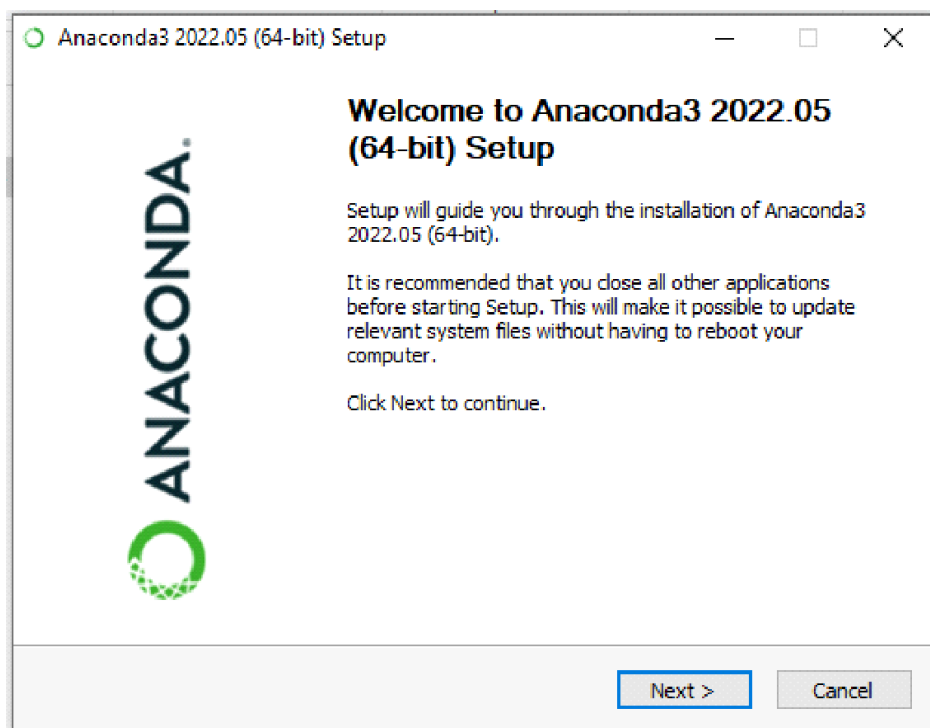 Anaconda3 2022.05 (64-bit) Setup
Welcome to Anaconda3 2022.05
(64-bit) Setup
ANACONDA.
Setup will guide you through the installation of Anaconda3
2022.05 (64-bit).
It is recommended that you close all other applications
before starting Setup. This will make it possible to update
relevant system files without having to reboot your
computer.
Click Next to continue.
Next >
Cancel